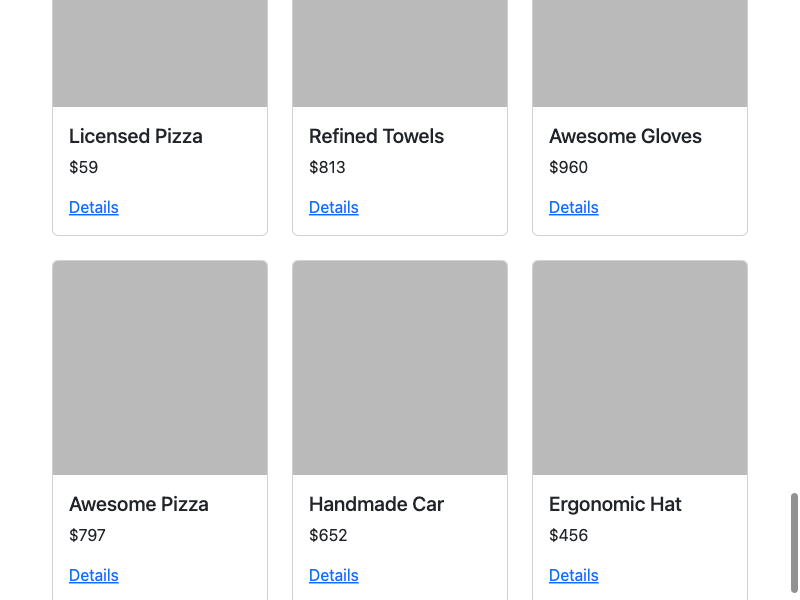 Licensed Pizza
$59
Details
Refined Towels
$813
Details
Awesome Gloves
$960
Details
Awesome Pizza
$797
Details
Handmade Car
$652
Details
Ergonomic Hat
$456
Details